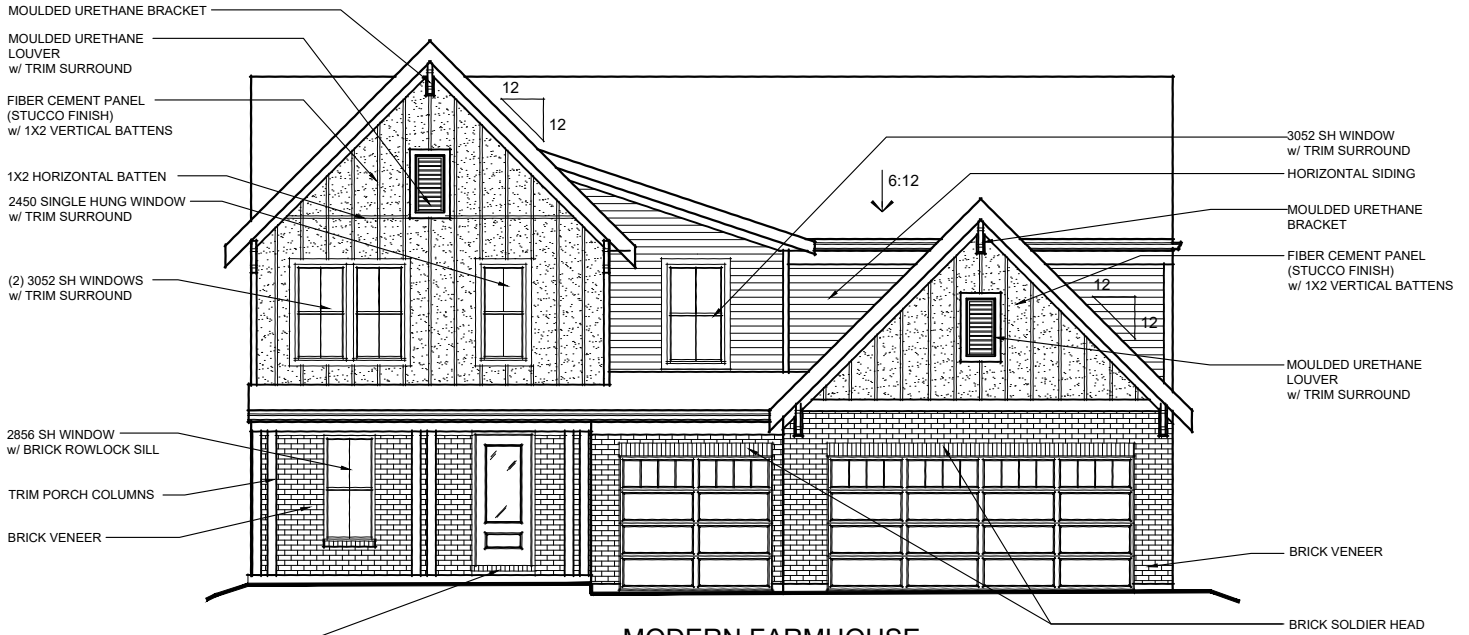 MOULDED URETHANE BRACKET
MOULDED URETHANE
LOUVER
w/ TRIM SURROUND
FIBER CEMENT PANEL
(STUCCO FINISH)
w/ 1X2 VERTICAL BATTENS
1X2 HORIZONTAL BATTEN
2450 SINGLE HUNG WINDOW
w/ TRIM SURROUND
(2) 3052 SH WINDOWS
w/ TRIM SURROUND
2856 SH WINDOW
w/ BRICK ROWLOCK SILL
TRIM PORCH COLUMNS
BRICK VENEER
12
12
6:12
12
12
3052 SH WINDOW
w/ TRIM SURROUND
HORIZONTAL SIDING
MOULDED URETHANE
BRACKET
FIBER CEMENT PANEL
(STUCCO FINISH)
w/ 1X2 VERTICAL BATTENS
MOULDED URETHANE
LOUVER
w/ TRIM SURROUND
BRICK VENEER
BRICK SOLDIER HEAD
MODERN FARMHOUSE